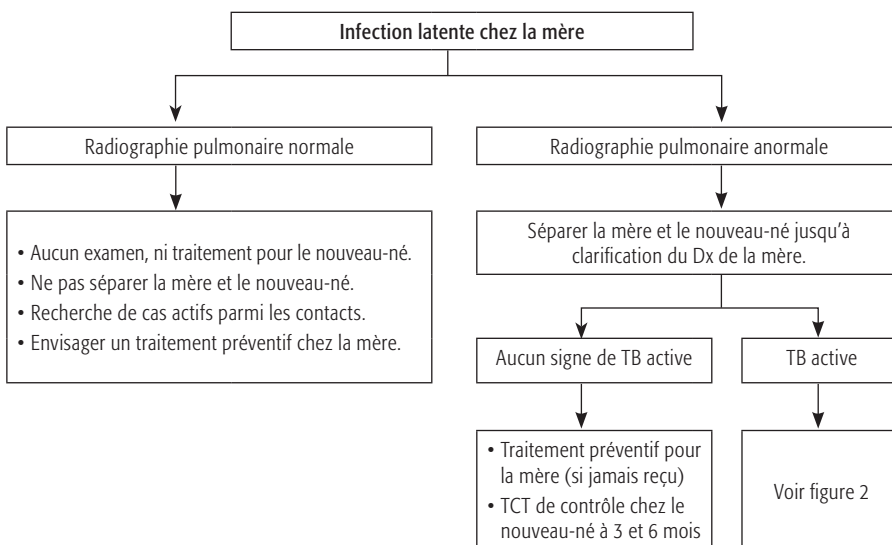 Infection latente chez la mère
Radiographie pulmonaire normale
Radiographie pulmonaire anormale
• Aucun examen, ni traitement pour le nouveau-né.
• Ne pas séparer la mère et le nouveau-né.
• Recherche de cas actifs parmi les contacts.
• Envisager un traitement préventif chez la mère.
Séparer la mère et le nouveau-né jusqu’à
clarification du Dx de la mère.
Aucun signe de TB active
TB active
• Traitement préventif pour
la mère (si jamais reçu)
• TCT de contrôle chez le
nouveau-né à 3 et 6 mois
Voir figure 2